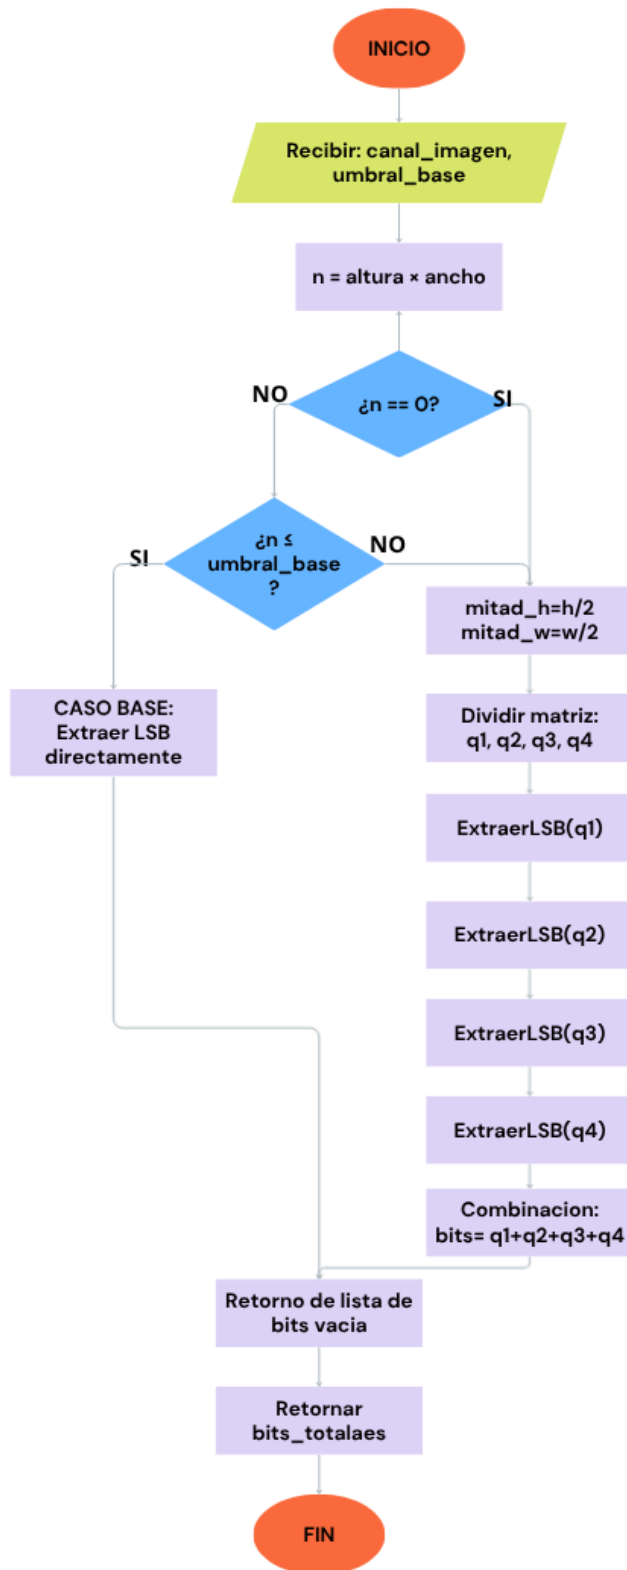 INICIO
Recibir: canal_imagen,
umbral_base
n = altura × ancho
¿n == 0?
NO
SI
¿n ≤
umbral_base
?
SI
NO
mitad_h=h/2
mitad_w=w/2
CASO BASE:
Extraer LSB
directamente
Dividir matriz:
q1, q2, q3, q4
ExtraerLSB(q1)
ExtraerLSB(q2)
ExtraerLSB(q3)
ExtraerLSB(q4)
Combinacion:
bits= q1+q2+q3+q4
Retorno de lista de
bits vacia
Retornar
bits_totalaes
FIN